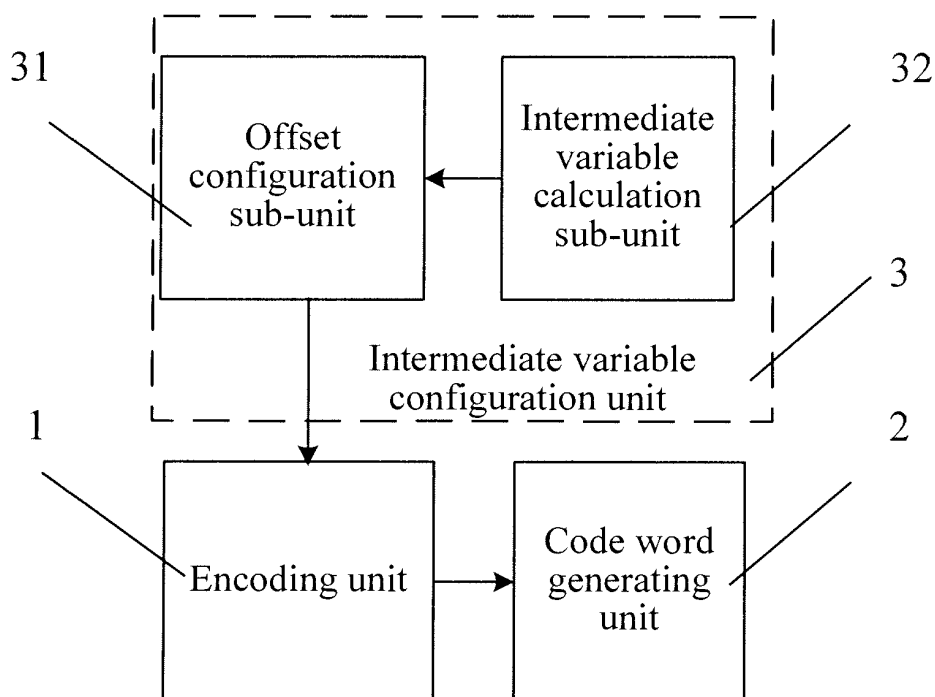 31
Offset
configuration
sub-unit
Intermediate
variable
calculation
sub-unit
32
3
Intermediate variable
configuration unit
1
Encoding unit
Code word
generating
unit
2